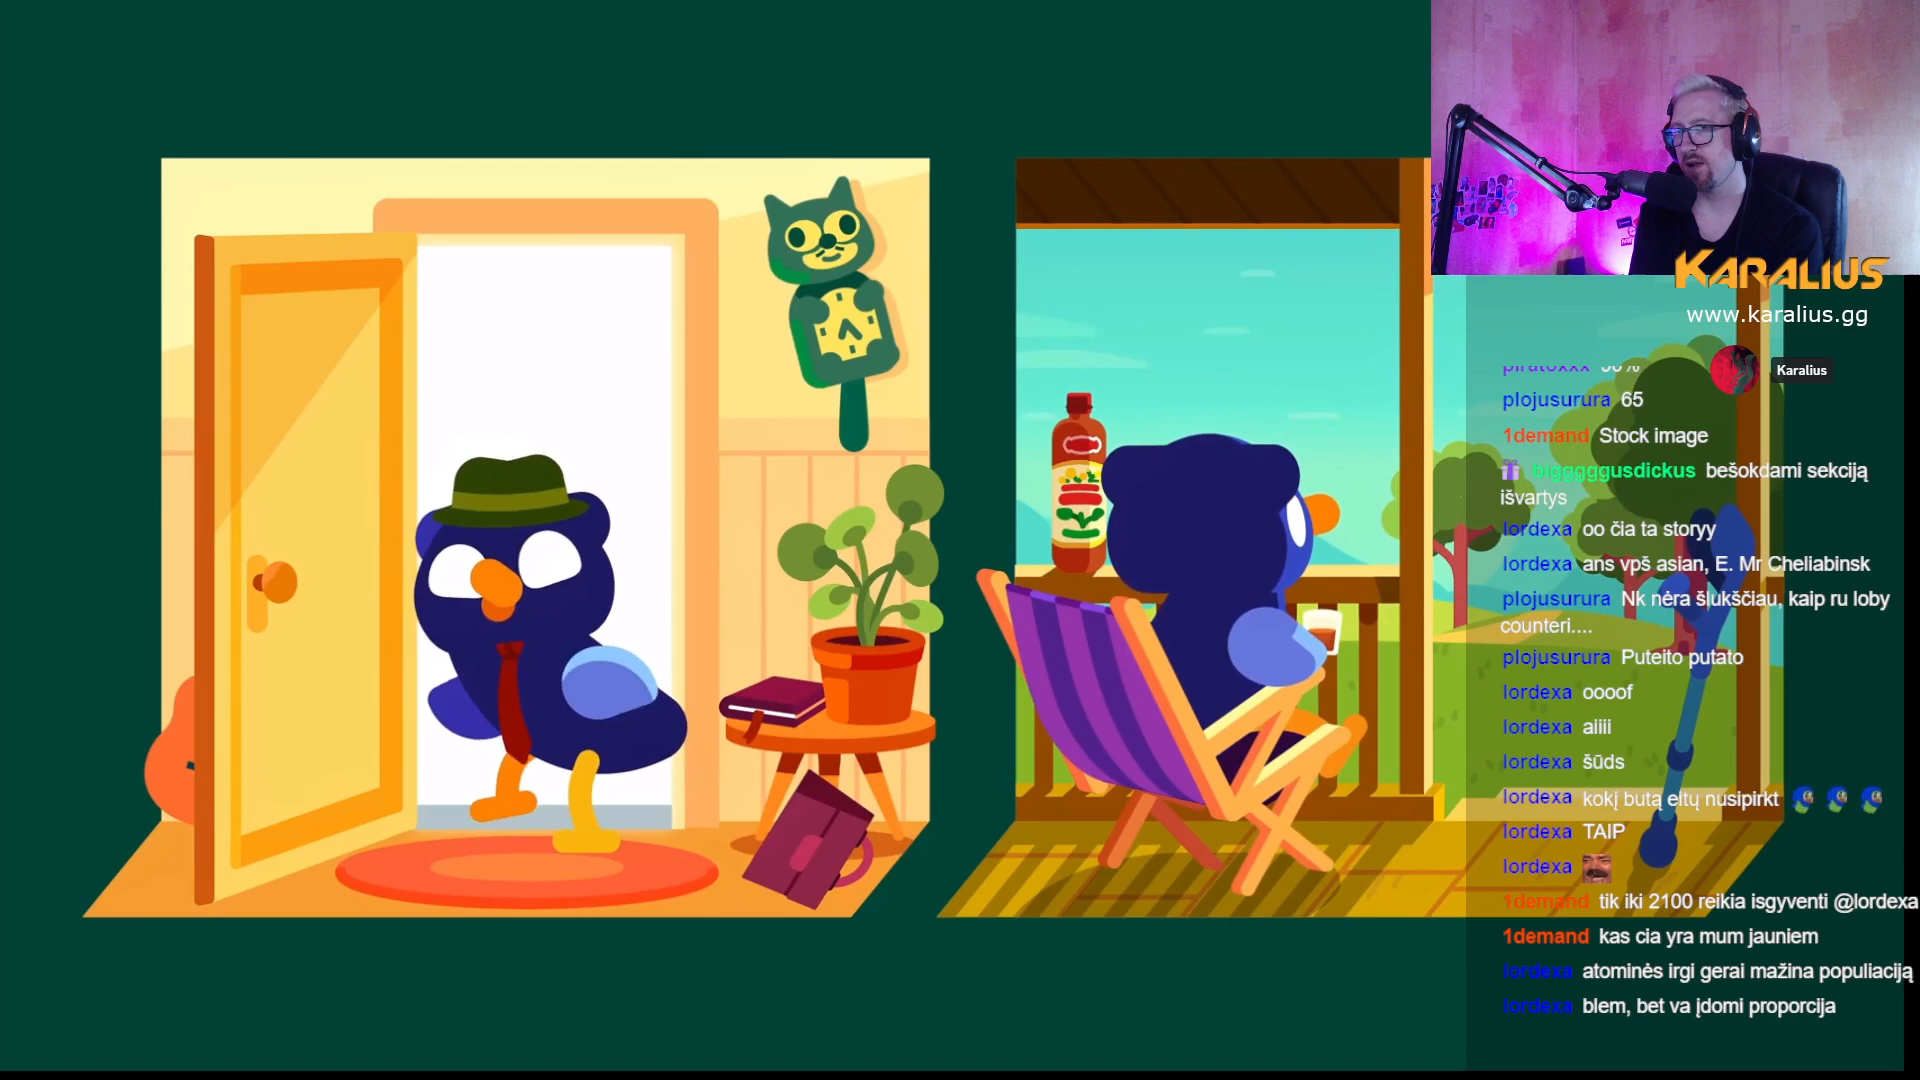 KARALIUS
www.karalius.gg
Karalius
piratoxxx 50%
plojusurura 65
1demand Stock image
bigggggusdickus bešokdami sekciją
išvartys
lordexa oo čia ta storyy
lordexa ans vpš aslan, E. Mr Cheliabinsk
plojusurura Nk nėra šlukščiau, kaip ru loby
counteri....
plojusurura Puteito putato
lordexa oooof
lordexa aiiii
lordexa šūds
lordexa kokį butą eitų nusipirkt
lordexa TAIP
lordexa
1demand tik iki 2100 reikia isgyventi @lordexa
1demand kas cia yra mum jauniem
lordexa atominės irgi gerai mažina populiaciją
lordexa blem, bet va įdomi proporcija